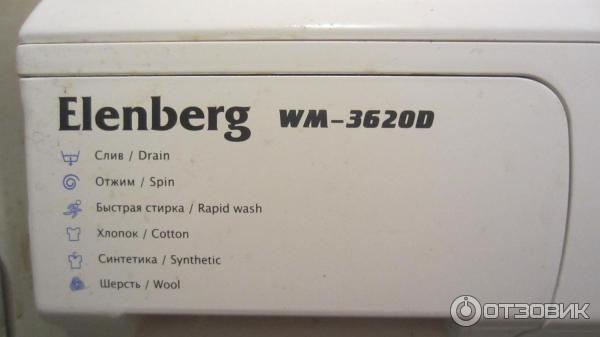 Elenberg WM-3620D
Слив / Drain
Отжим / Spin
Быстрая стирка / Rapid wash
Хлопок / Cotton
Синтетика / Synthetic
Шерсть / Wool
ОТЗОВИК